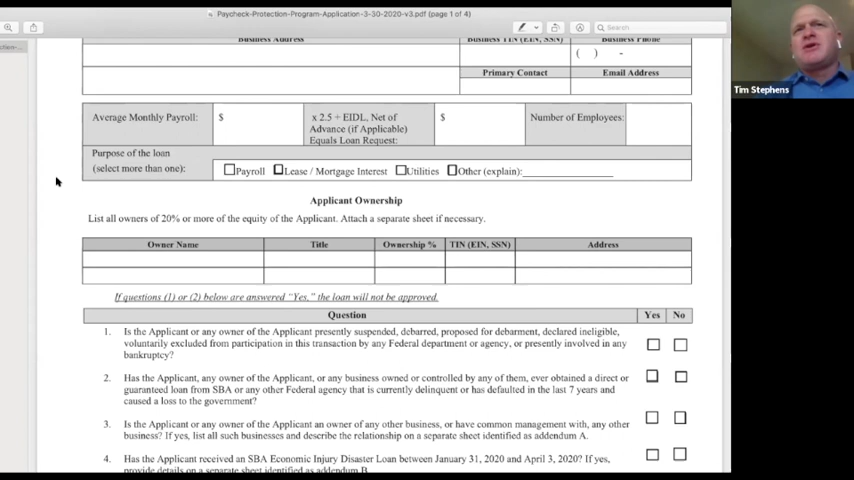 Paycheck-Protection-Program-Application-3-30-2020-v3.pdf (page 1 of 4)
Search
Business Address
Business TIN (EIN, SSN)
Business Phone
( ) -
Primary Contact
Email Address
Tim Stephens
Average Monthly Payroll:
$
x 2.5 + EIDL, Net of
Advance (if Applicable)
Equals Loan Request:
$
Number of Employees:
Purpose of the loan
(select more than one):
Payroll
Lease / Mortgage Interest
Utilities
Other (explain):
Applicant Ownership
List all owners of 20% or more of the equity of the Applicant. Attach a separate sheet if necessary.
Owner Name
Title
Ownership %
TIN (EIN, SSN)
Address
If questions (1) or (2) below are answered "Yes," the loan will not be approved.
Question
Yes
No
1. Is the Applicant or any owner of the Applicant presently suspended, debarred, proposed for debarment, declared ineligible,
voluntarily excluded from participation in this transaction by any Federal department or agency, or presently involved in any
bankruptcy?
2. Has the Applicant, any owner of the Applicant, or any business owned or controlled by any of them, ever obtained a direct or
guaranteed loan from SBA or any other Federal agency that is currently delinquent or has defaulted in the last 7 years and
caused a loss to the government?
3. Is the Applicant or any owner of the Applicant an owner of any other business, or have common management with, any other
business? If yes, list all such businesses and describe the relationship on a separate sheet identified as addendum A.
4. Has the Applicant received an SBA Economic Injury Disaster Loan between January 31, 2020 and April 3, 2020? If yes,
provide details on a separate sheet identified as addendum B.